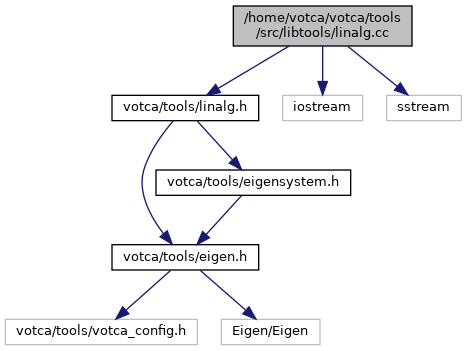 /home/votca/votca/tools
/src/libtools/linalg.cc
votca/tools/linalg.h
iostream
sstream
votca/tools/eigensystem.h
votca/tools/eigen.h
votca/tools/votca_config.h
Eigen/Eigen